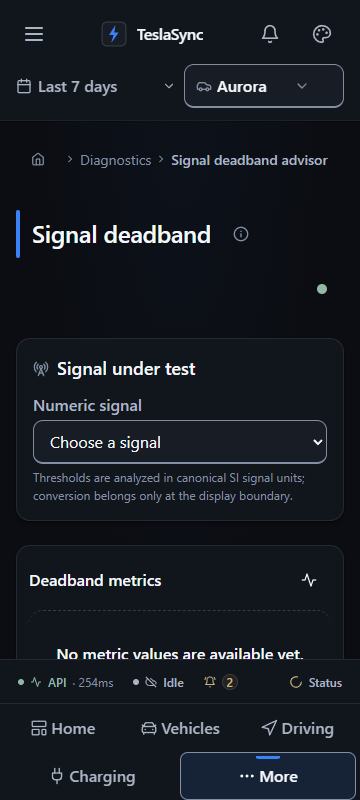 TeslaSync
Last 7 days
Aurora
Diagnostics
Signal deadband advisor
Signal deadband
Signal under test
Numeric signal
Choose a signal
Thresholds are analyzed in canonical SI signal units;
conversion belongs only at the display boundary.
Deadband metrics
No metric values are available yet.
API · 254ms
Idle
2
Status
Home
Vehicles
Driving
Charging
More